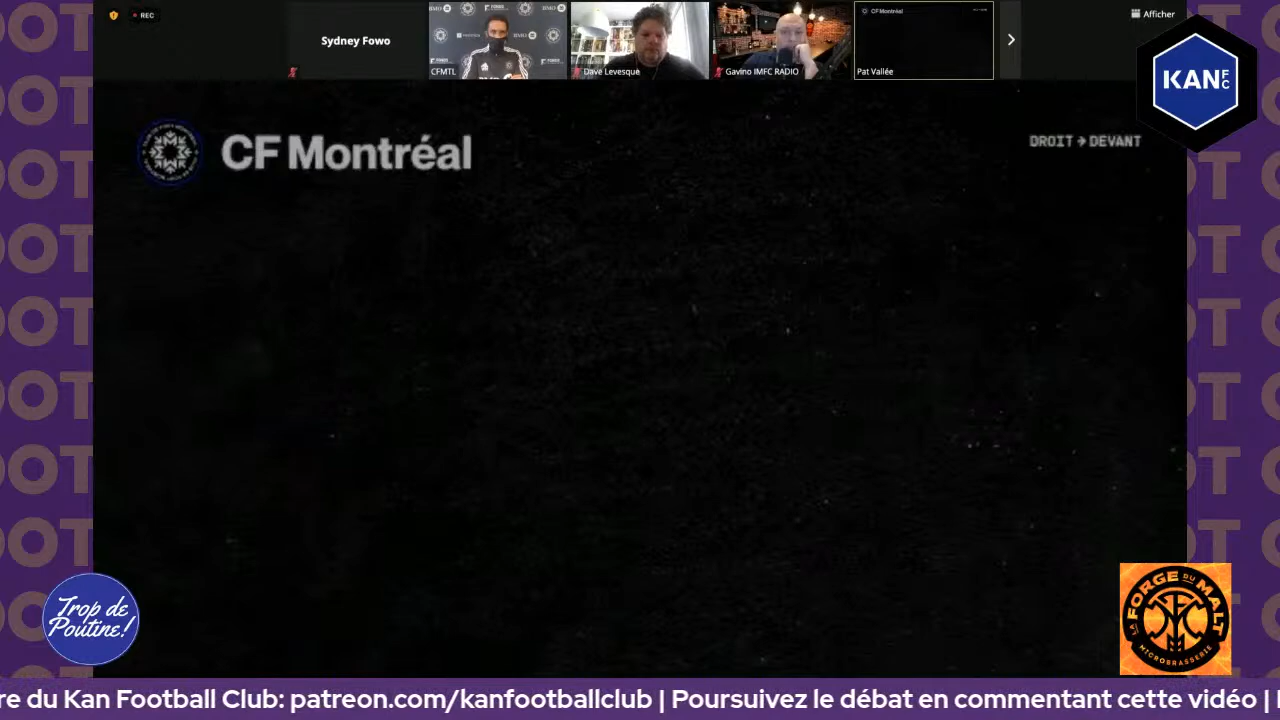 REC
Sydney Fowo
CFMTL
Dave Levesque
Gavino IMFC RADIO
CF Montréal
Pat Vallée
Afficher
KAN FC
CF Montréal
DROIT → DEVANT
Trop de
Poutine!
LA FORGE DU MALT
MICROBRASSERIE
re du Kan Football Club: patreon.com/kanfootballclub | Poursuivez le débat en commentant cette vidéo |